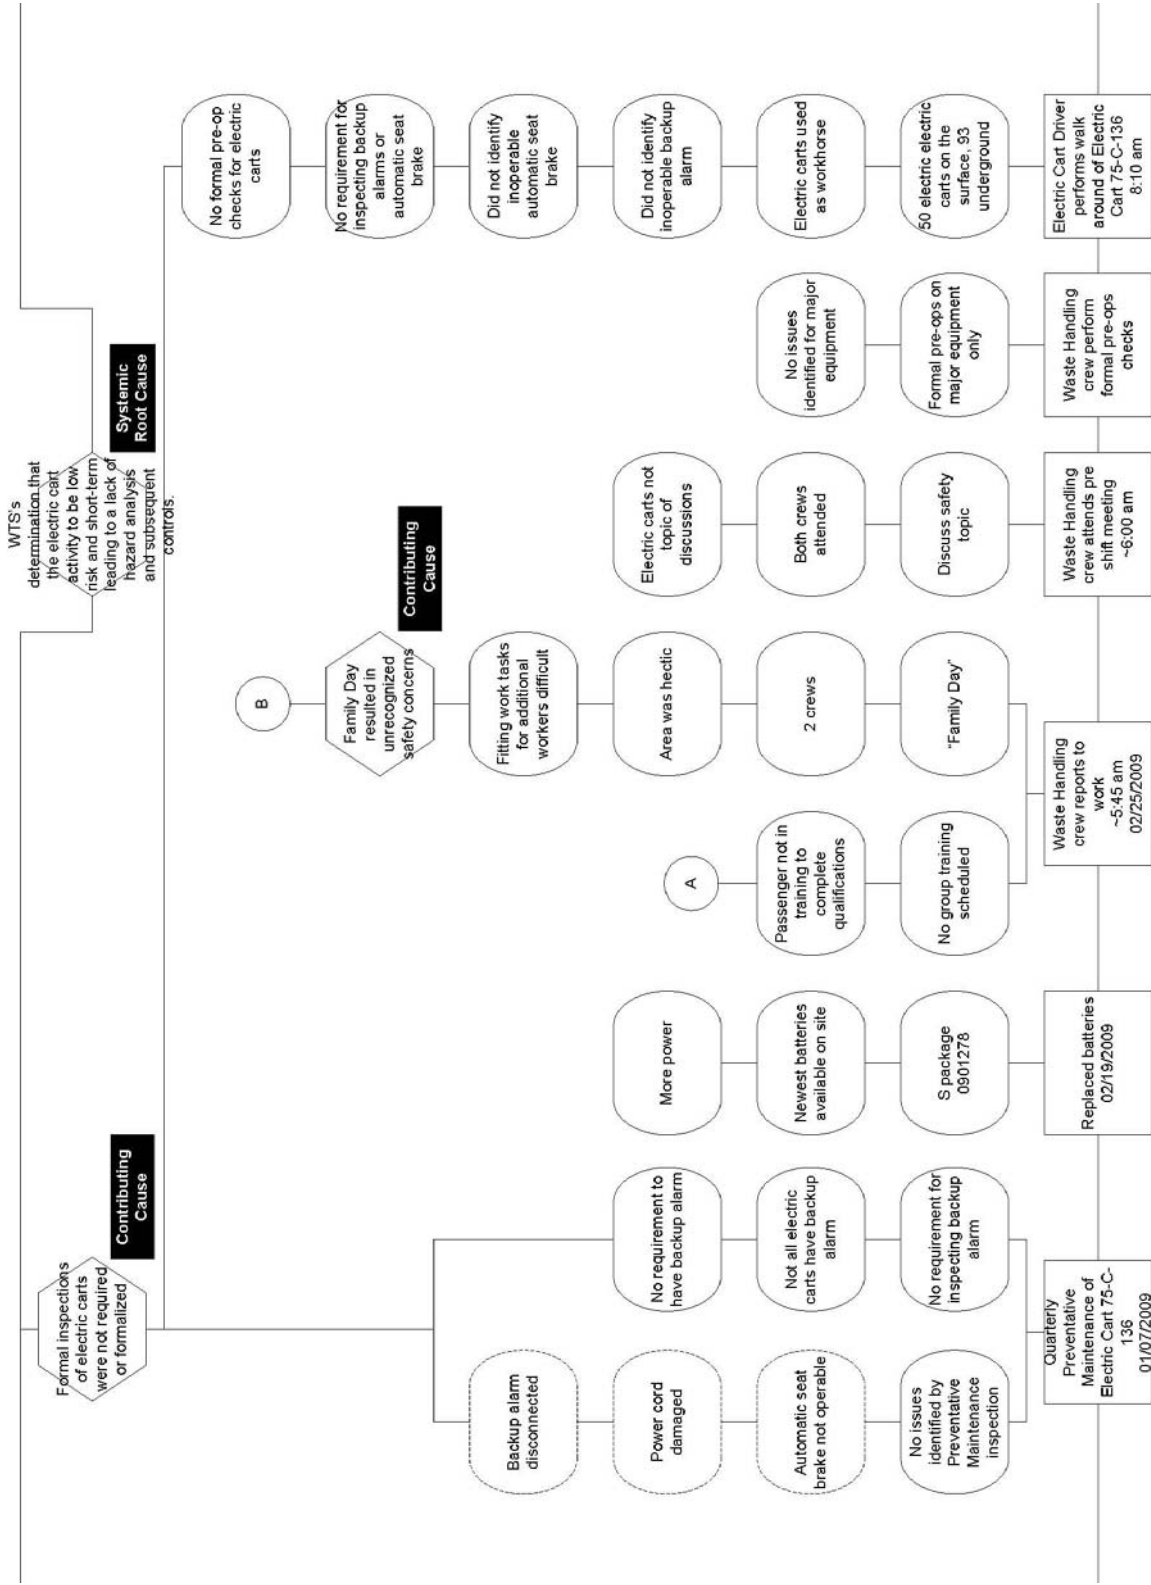 Formal inspections
of electric carts
were not required
or formalized
Contributing
Cause
WTS's
determination that
the electric cart
activity to be low
risk and short-term
leading to a lack of
hazard analysis
and subsequent
controls.
Systemic
Root Cause
Backup alarm
disconnected
Power cord
damaged
Automatic seat
brake not operable
No issues
identified by
Preventative
Maintenance
inspection
No requirement to
have backup alarm
Not all electric
carts have backup
alarm
No requirement for
inspecting backup
alarm
Quarterly
Preventative
Maintenance of
Electric Cart 75-C-
136
01/07/2009
More power
Newest batteries
available on site
S package
0901278
Replaced batteries
02/19/2009
A
Passenger not in
training to
complete
qualifications
No group training
scheduled
B
Family Day
resulted in
unrecognized
safety concerns
Contributing
Cause
Fitting work tasks
for additional
workers difficult
Area was hectic
2 crews
"Family Day"
Waste Handling
crew reports to
work
~5:45 am
02/25/2009
Electric carts not
topic of
discussions
Both crews
attended
Discuss safety
topic
Waste Handling
crew attends pre
shift meeting
~6:00 am
No issues
identified for major
equipment
Formal pre-ops on
major equipment
only
Waste Handling
crew perform
formal pre-ops
checks
No formal pre-op
checks for electric
carts
No requirement for
inspecting backup
alarms or
automatic seat
brake
Did not identify
inoperable
automatic seat
brake
Did not identify
inoperable backup
alarm
Electric carts used
as workhorse
50 electric electric
carts on the
surface, 93
underground
Electric Cart Driver
performs walk
around of Electric
Cart 75-C-136
8:10 am